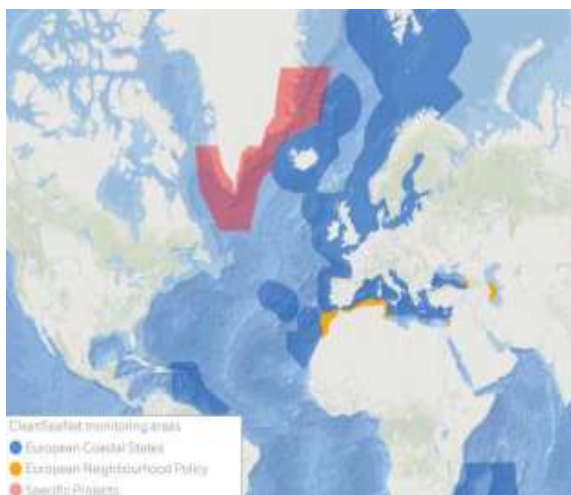 CleanSeaNet monitoring areas
European Coastal States
European Neighbourhood Policy
Specific Projects